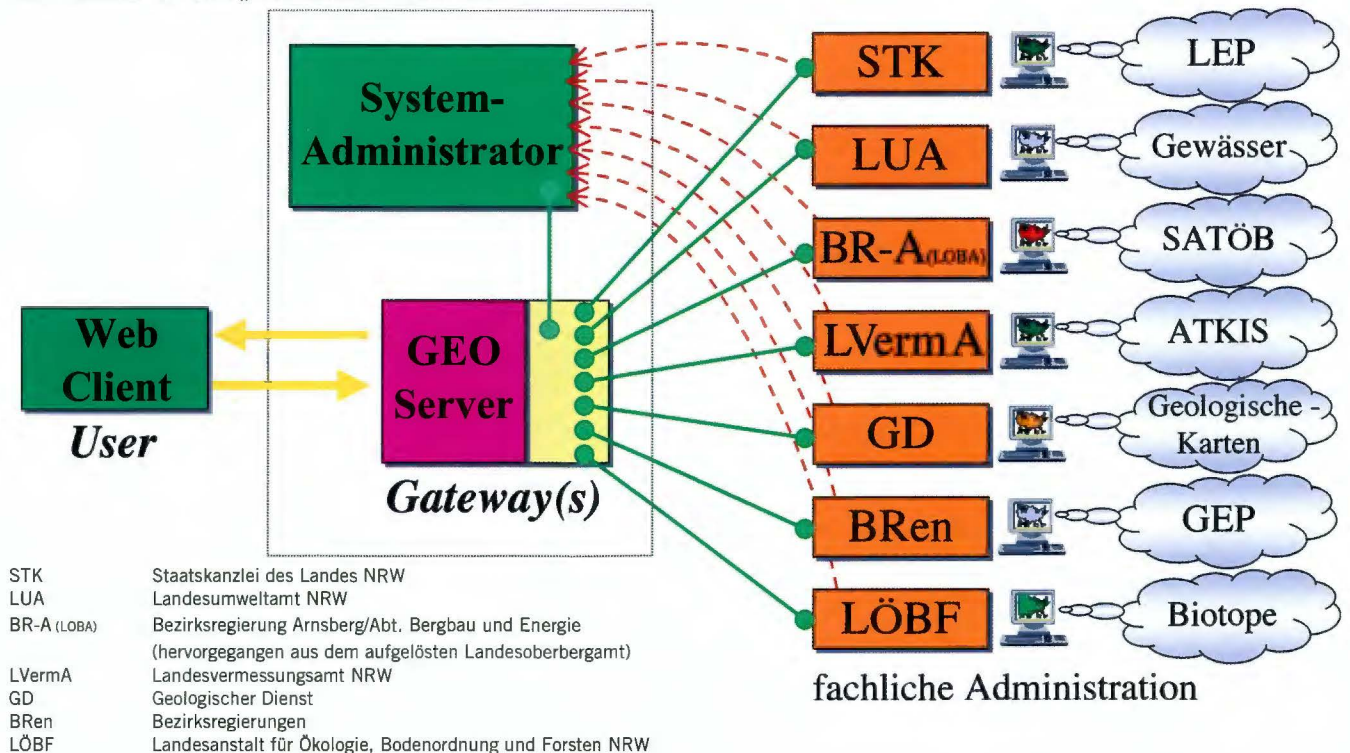 System-
Administrator
Web
Client
User
GEO
Server
Gateway(s)
STK
LEP
LUA
Gewässer
BR-A (LOBA)
SATÖB
LVermA
ATKIS
GD
Geologische -
Karten
BRen
GEP
LÖBF
Biotope
fachliche Administration
STK Staatskanzlei des Landes NRW
LUA Landesumweltamt NRW
BR-A (LOBA) Bezirksregierung Arnsberg/Abt. Bergbau und Energie
(hervorgegangen aus dem aufgelösten Landesoberbergamt)
LVermA Landesvermessungsamt NRW
GD Geologischer Dienst
BRen Bezirksregierungen
LÖBF Landesanstalt für Ökologie, Bodenordnung und Forsten NRW